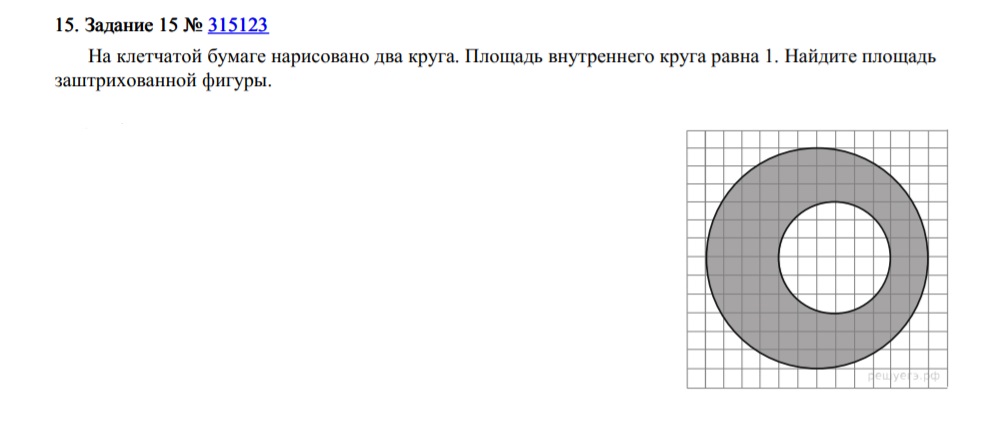 15. Задание 15 № 315123
На клетчатой бумаге нарисовано два круга. Площадь внутреннего круга равна 1. Найдите площадь
заштрихованной фигуры.
решуегэ.рф